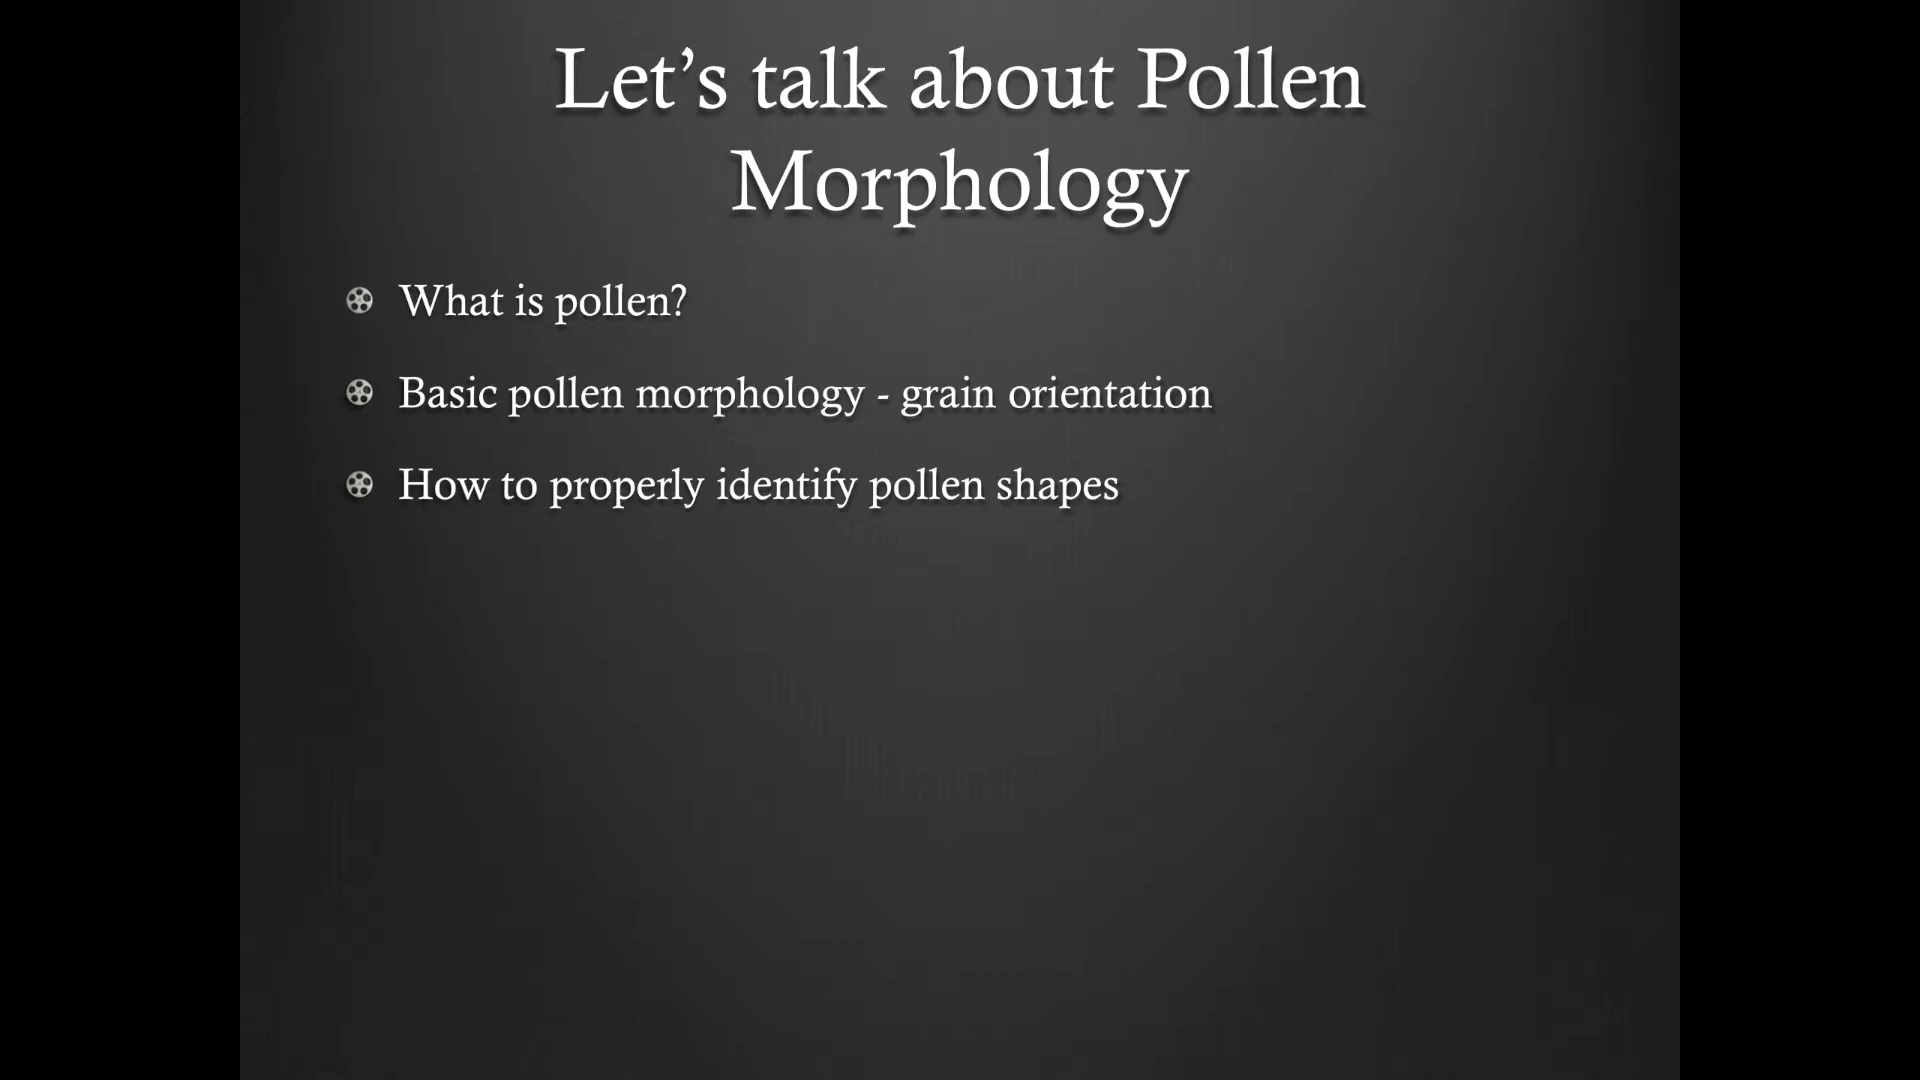 Let’s talk about Pollen
Morphology
What is pollen?
Basic pollen morphology - grain orientation
How to properly identify pollen shapes